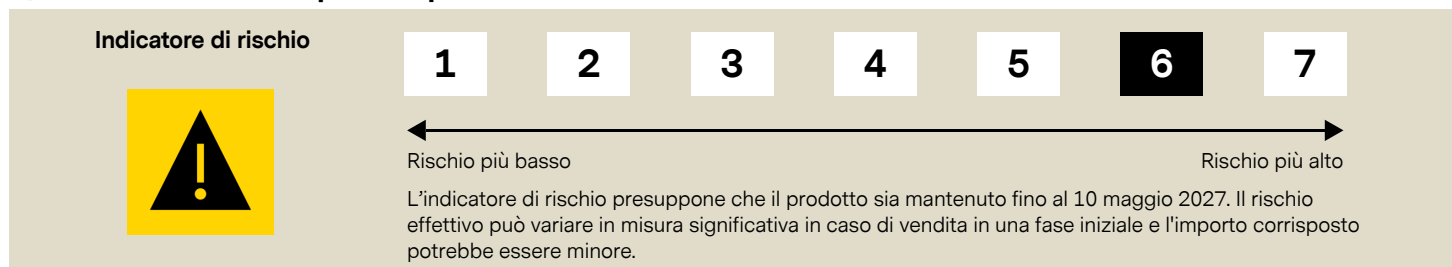 Indicatore di rischio
1 2 3 4 5 6 7
Rischio più basso Rischio più alto
L'indicatore di rischio presuppone che il prodotto sia mantenuto fino al 10 maggio 2027. Il rischio
effettivo può variare in misura significativa in caso di vendita in una fase iniziale e l'importo corrisposto
potrebbe essere minore.